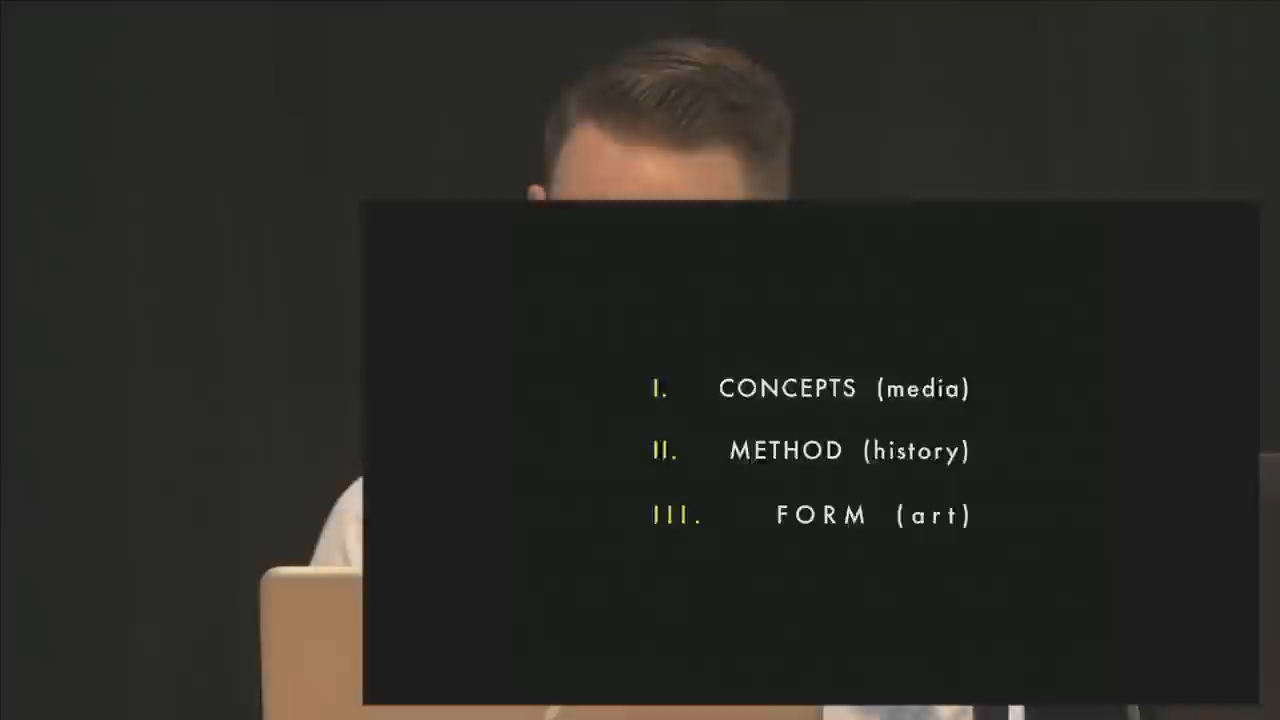 I. CONCEPTS (media)
II. METHOD (history)
III. FORM (art)